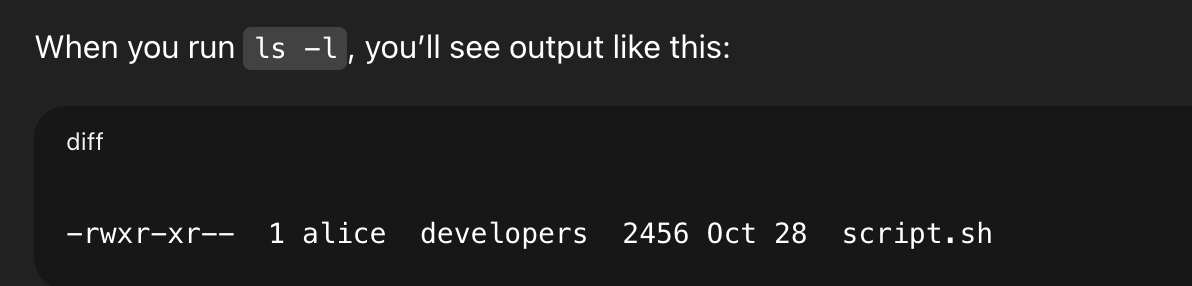 When you run ls -l, you’ll see output like this:
diff
-rwxr-xr--  1 alice  developers  2456 Oct 28  script.sh